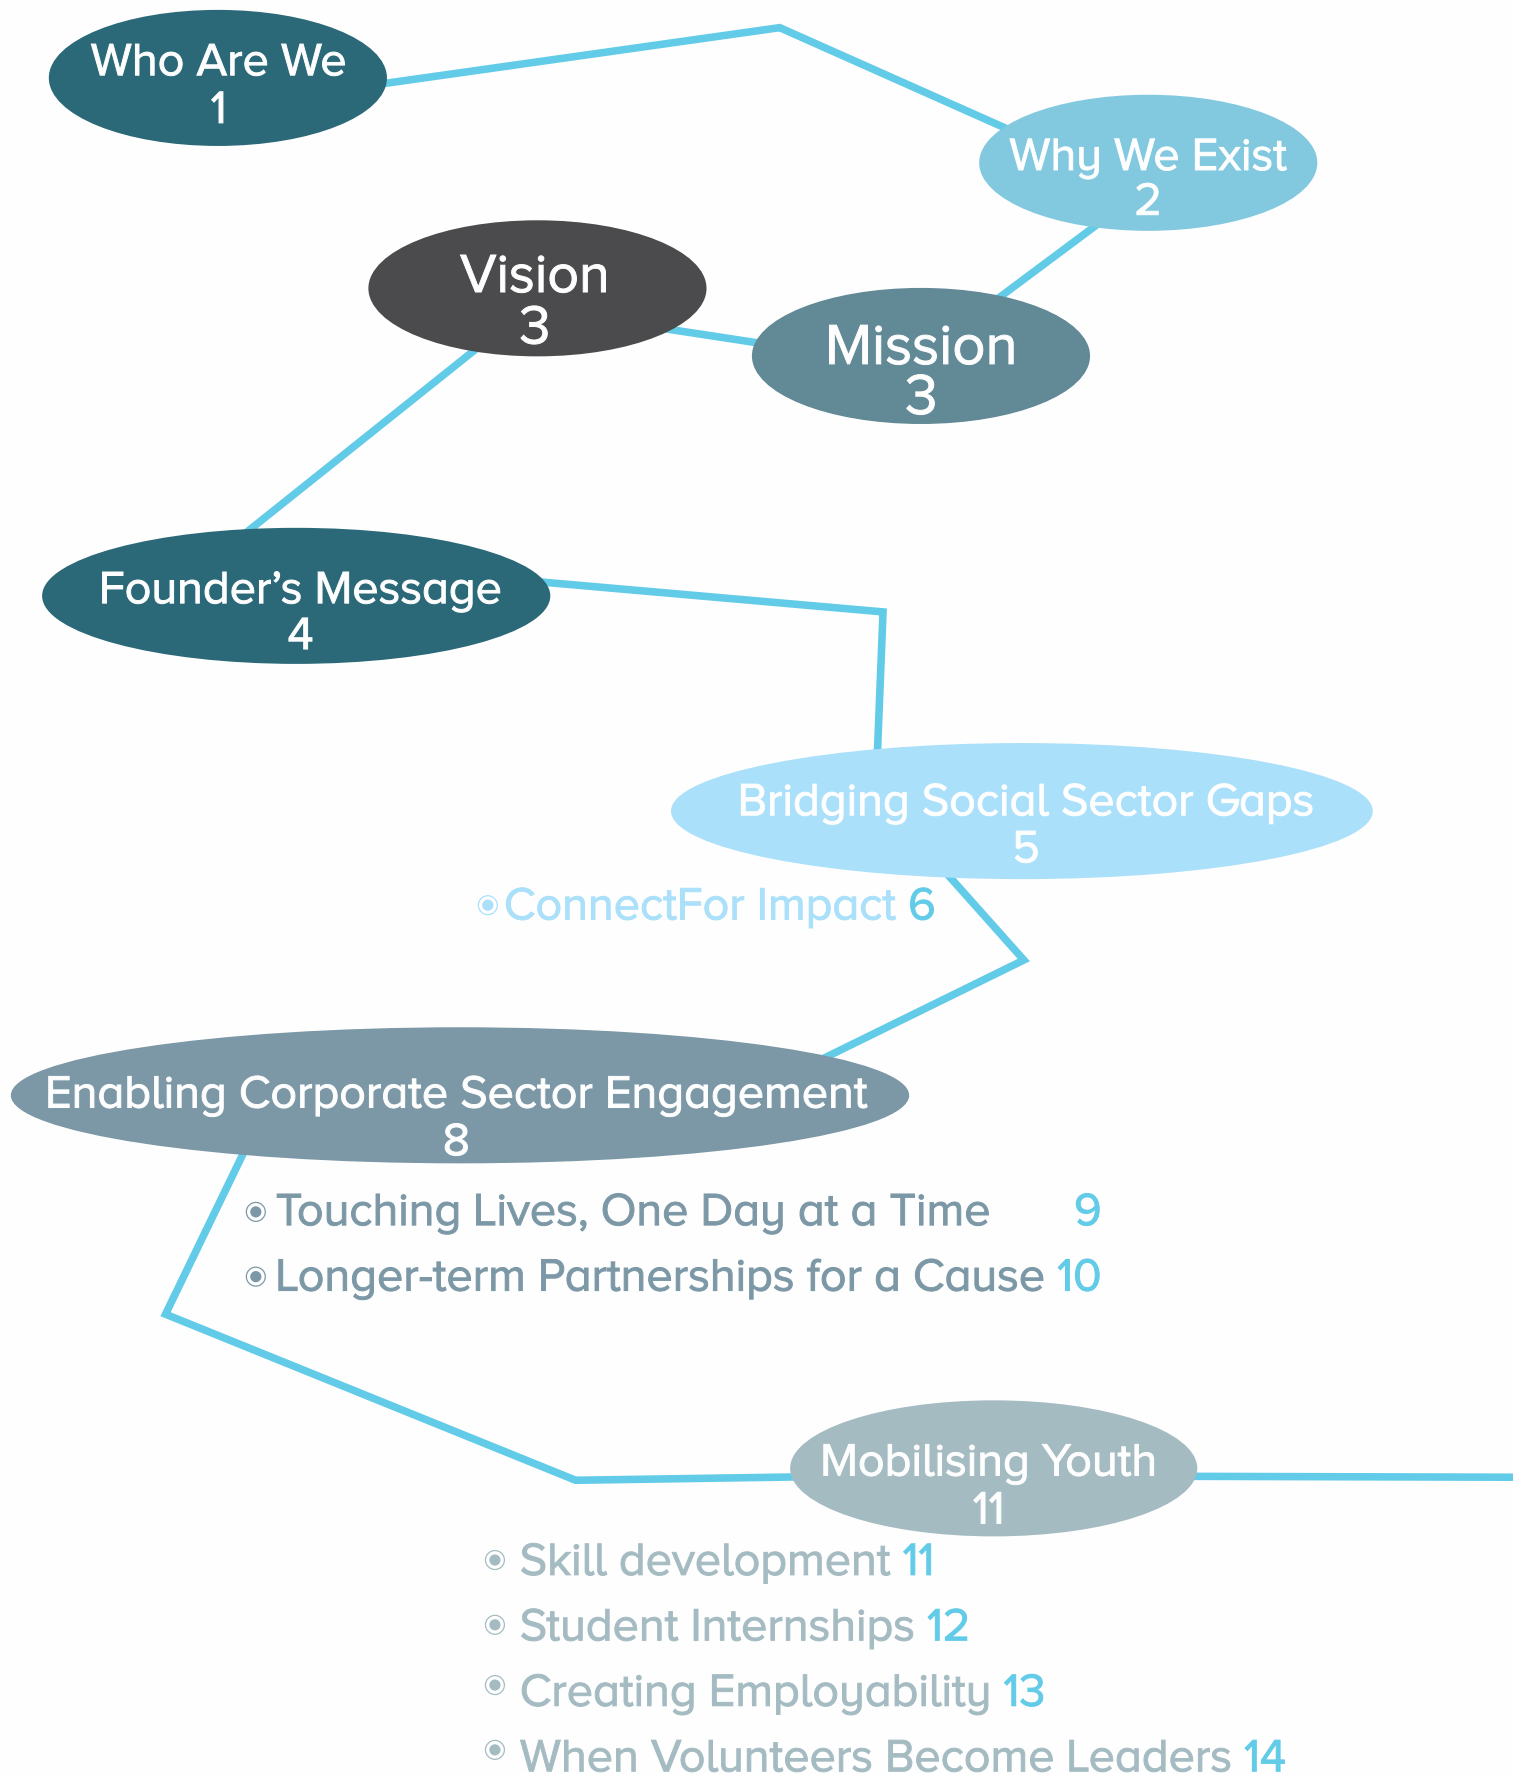 Who Are We
1
Why We Exist
2
Vision
3
Mission
3
Founder’s Message
4
Bridging Social Sector Gaps
5
ConnectFor Impact 6
Enabling Corporate Sector Engagement
8
Touching Lives, One Day at a Time 9
Longer-term Partnerships for a Cause 10
Mobilising Youth
11
Skill development 11
Student Internships 12
Creating Employability 13
When Volunteers Become Leaders 14